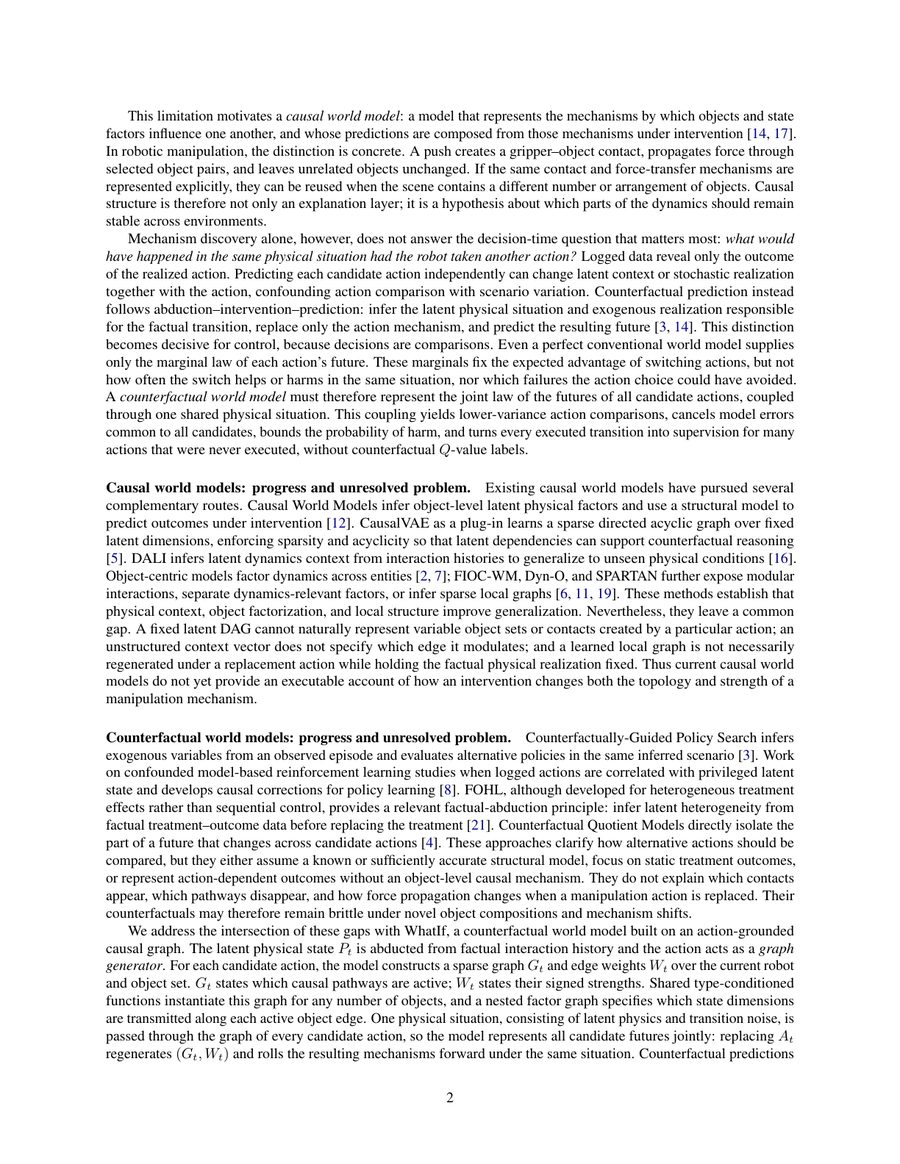 This limitation motivates a causal world model: a model that represents the mechanisms by which objects and state
factors influence one another, and whose predictions are composed from those mechanisms under intervention [14, 17].
In robotic manipulation, the distinction is concrete. A push creates a gripper–object contact, propagates force through
selected object pairs, and leaves unrelated objects unchanged. If the same contact and force-transfer mechanisms are
represented explicitly, they can be reused when the scene contains a different number or arrangement of objects. Causal
structure is therefore not only an explanation layer; it is a hypothesis about which parts of the dynamics should remain
stable across environments.
Mechanism discovery alone, however, does not answer the decision-time question that matters most: what would
have happened in the same physical situation had the robot taken another action? Logged data reveal only the outcome
of the realized action. Predicting each candidate action independently can change latent context or stochastic realization
together with the action, confounding action comparison with scenario variation. Counterfactual prediction instead
follows abduction–intervention–prediction: infer the latent physical situation and exogenous realization responsible
for the factual transition, replace only the action mechanism, and predict the resulting future [3, 14]. This distinction
becomes decisive for control, because decisions are comparisons. Even a perfect conventional world model supplies
only the marginal law of each action's future. These marginals fix the expected advantage of switching actions, but not
how often the switch helps or harms in the same situation, nor which failures the action choice could have avoided.
A counterfactual world model must therefore represent the joint law of the futures of all candidate actions, coupled
through one shared physical situation. This coupling yields lower-variance action comparisons, cancels model errors
common to all candidates, bounds the probability of harm, and turns every executed transition into supervision for many
actions that were never executed, without counterfactual Q-value labels.
Causal world models: progress and unresolved problem. Existing causal world models have pursued several
complementary routes. Causal World Models infer object-level latent physical factors and use a structural model to
predict outcomes under intervention [12]. CausalVAE as a plug-in learns a sparse directed acyclic graph over fixed
latent dimensions, enforcing sparsity and acyclicity so that latent dependencies can support counterfactual reasoning
[5]. DALI infers latent dynamics context from interaction histories to generalize to unseen physical conditions [16].
Object-centric models factor dynamics across entities [2, 7]; FIOC-WM, Dyn-O, and SPARTAN further expose modular
interactions, separate dynamics-relevant factors, or infer sparse local graphs [6, 11, 19]. These methods establish that
physical context, object factorization, and local structure improve generalization. Nevertheless, they leave a common
gap. A fixed latent DAG cannot naturally represent variable object sets or contacts created by a particular action; an
unstructured context vector does not specify which edge it modulates; and a learned local graph is not necessarily
regenerated under a replacement action while holding the factual physical realization fixed. Thus current causal world
models do not yet provide an executable account of how an intervention changes both the topology and strength of a
manipulation mechanism.
Counterfactual world models: progress and unresolved problem. Counterfactually-Guided Policy Search infers
exogenous variables from an observed episode and evaluates alternative policies in the same inferred scenario [3]. Work
on confounded model-based reinforcement learning studies when logged actions are correlated with privileged latent
state and develops causal corrections for policy learning [8]. FOHL, although developed for heterogeneous treatment
effects rather than sequential control, provides a relevant factual-abduction principle: infer latent heterogeneity from
factual treatment–outcome data before replacing the treatment [21]. Counterfactual Quotient Models directly isolate the
part of a future that changes across candidate actions [4]. These approaches clarify how alternative actions should be
compared, but they either assume a known or sufficiently accurate structural model, focus on static treatment outcomes,
or represent action-dependent outcomes without an object-level causal mechanism. They do not explain which contacts
appear, which pathways disappear, and how force propagation changes when a manipulation action is replaced. Their
counterfactuals may therefore remain brittle under novel object compositions and mechanism shifts.
We address the intersection of these gaps with WhatIf, a counterfactual world model built on an action-grounded
causal graph. The latent physical state P_t is abducted from factual interaction history and the action acts as a graph
generator. For each candidate action, the model constructs a sparse graph G_t and edge weights W_t over the current robot
and object set. G_t states which causal pathways are active; W_t states their signed strengths. Shared type-conditioned
functions instantiate this graph for any number of objects, and a nested factor graph specifies which state dimensions
are transmitted along each active object edge. One physical situation, consisting of latent physics and transition noise, is
passed through the graph of every candidate action, so the model represents all candidate futures jointly: replacing A_t
regenerates (G_t, W_t) and rolls the resulting mechanisms forward under the same situation. Counterfactual predictions
2